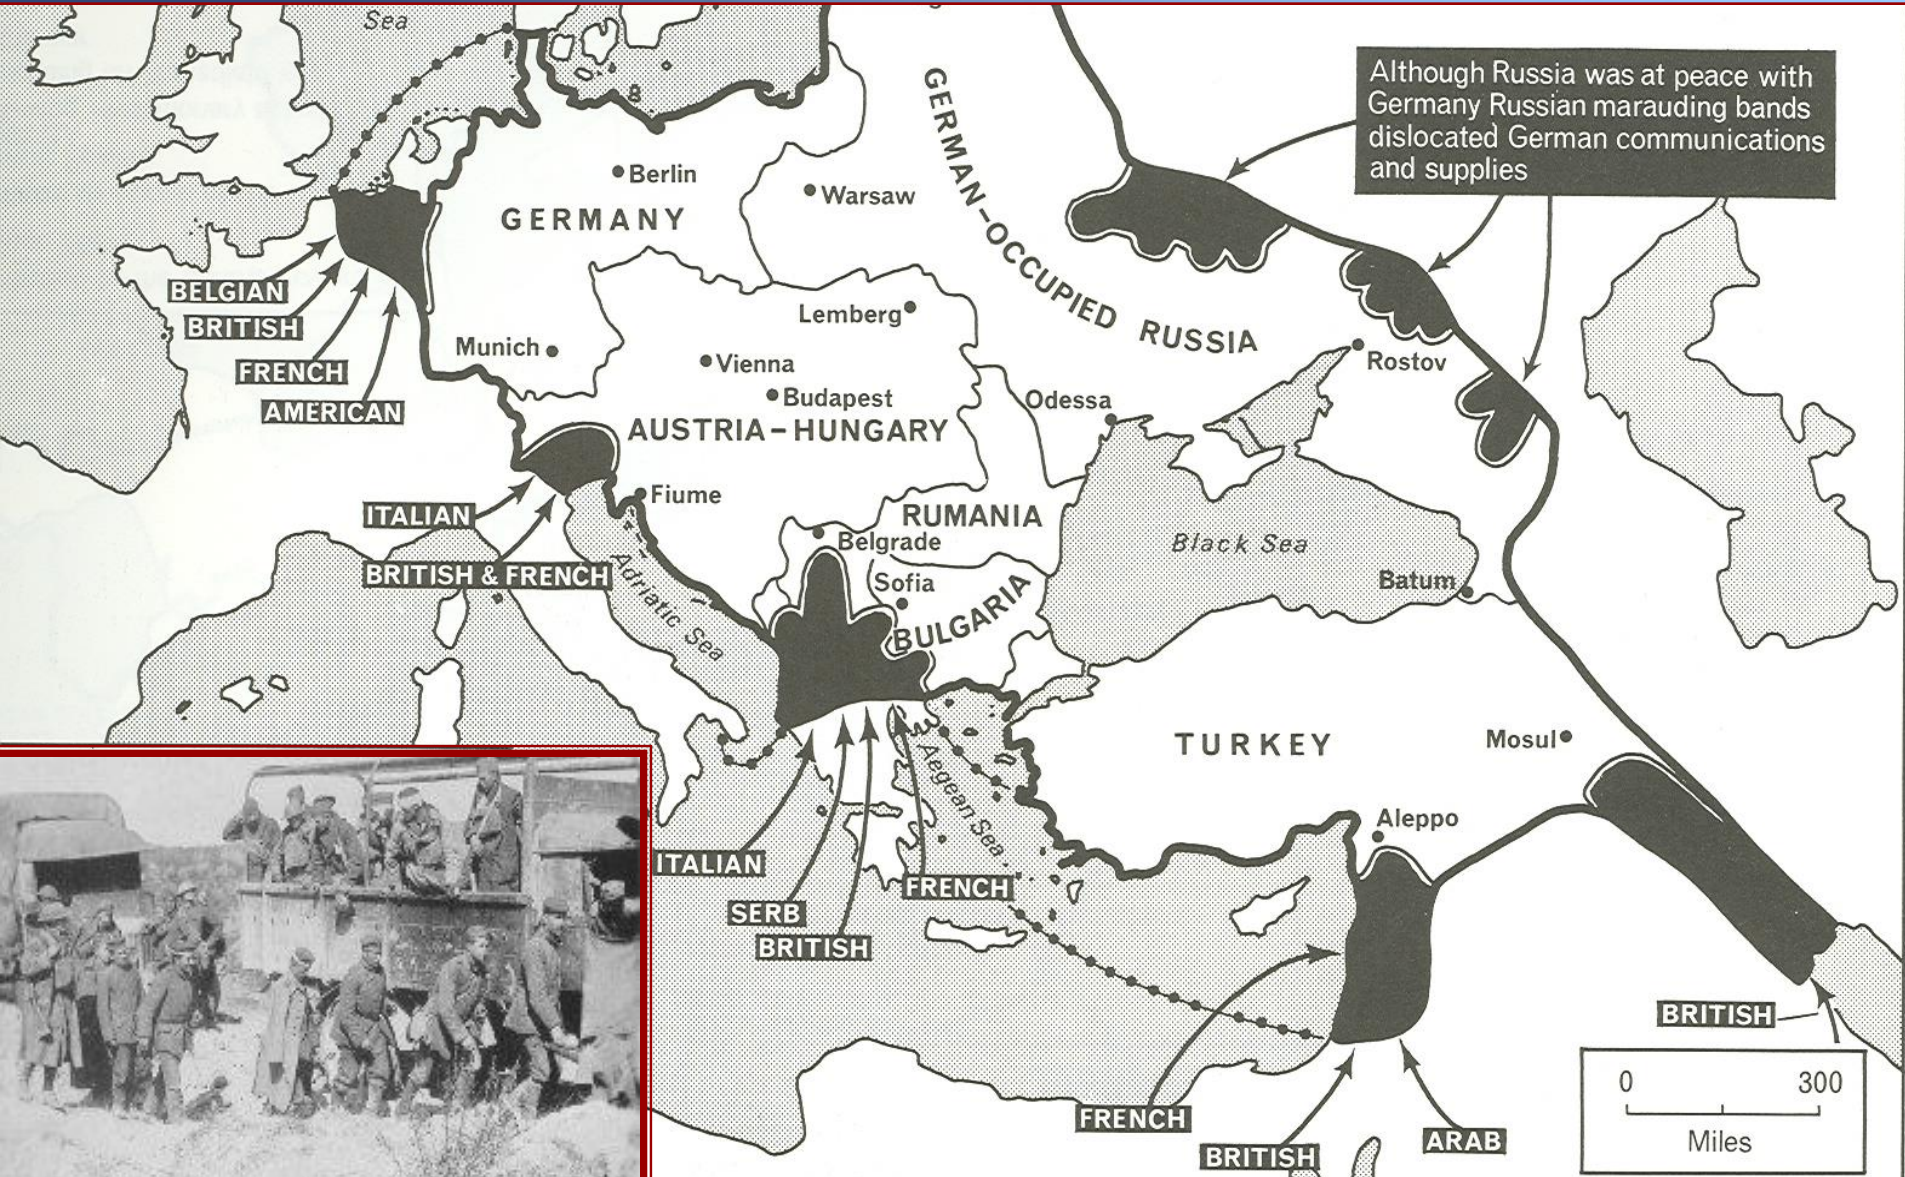 Sea
Although Russia was at peace with
Germany Russian marauding bands
dislocated German communications
and supplies
GERMAN-OCCUPIED RUSSIA
Berlin
Warsaw
GERMANY
BELGIAN
BRITISH
FRENCH
AMERICAN
Lemberg
Munich
Vienna
Budapest
AUSTRIA-HUNGARY
Odessa
Rostov
ITALIAN
BRITISH & FRENCH
Fiume
Adriatic Sea
RUMANIA
Belgrade
Sofia
BULGARIA
Black Sea
Batum
TURKEY
Mosul
Aleppo
Aegean Sea
ITALIAN
SERB
BRITISH
FRENCH
FRENCH
BRITISH
ARAB
BRITISH
0 300
Miles